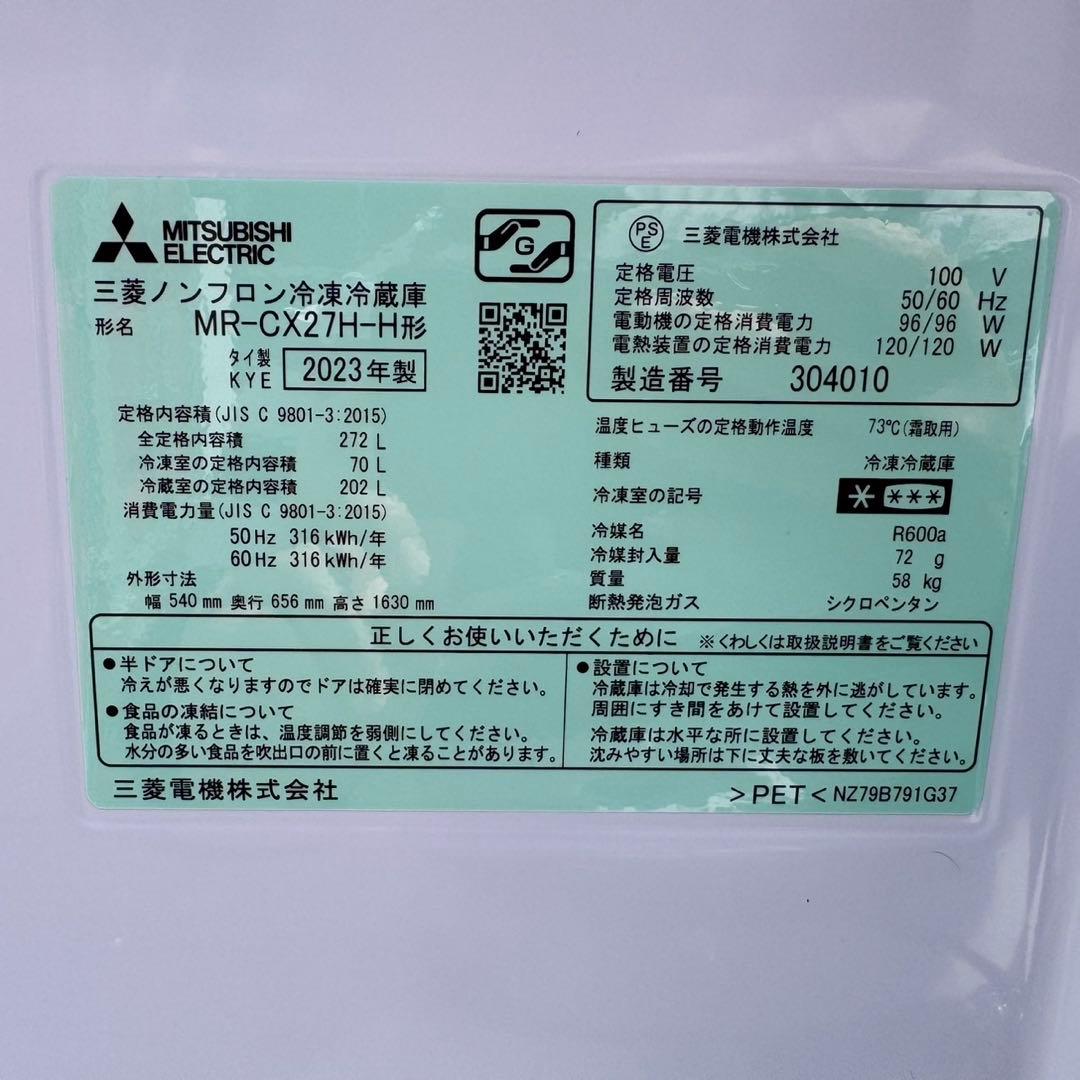 MITSUBISHI
ELECTRIC
G
三菱ノンフロン冷凍冷蔵庫
形名 MR-CX27H-H形
タイ製
KYE 2023年製
定格内容積(JIS C 9801-3:2015)
全定格内容積 272 L
冷凍室の定格内容積 70 L
冷蔵室の定格内容積 202 L
消費電力量(JIS C 9801-3:2015)
50Hz 316kWh/年
60Hz 316kWh/年
外形寸法
幅 540 mm 奥行 656 mm 高さ 1630 mm
PSE 三菱電機株式会社
定格電圧 100 V
定格周波数 50/60 Hz
電動機の定格消費電力 96/96 W
電熱装置の定格消費電力 120/120 W
製造番号 304010
温度ヒューズの定格動作温度 73℃(霜取用)
種類 冷凍冷蔵庫
冷凍室の記号 * ***
冷媒名 R600a
冷媒封入量 72 g
質量 58 kg
断熱発泡ガス シクロペンタン
正しくお使いいただくために ※くわしくは取扱説明書をご覧ください
●半ドアについて
冷えが悪くなりますのでドアは確実に閉めてください。
●食品の凍結について
食品が凍るときは、温度調節を弱側にしてください。
水分の多い食品を吹出口の前に置くと凍ることがあります。
●設置について
冷蔵庫は冷却で発生する熱を外に逃がしています。
周囲にすき間をあけて設置してください。
冷蔵庫は水平な所に設置してください。
沈みやすい場所は下に丈夫な板を敷いてください。
三菱電機株式会社 >PET< NZ79B791G37